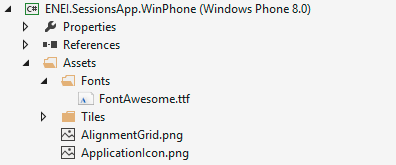 C# ENEI.SessionsApp.WinPhone (Windows Phone 8.0)
Properties
References
Assets
Fonts
FontAwesome.ttf
Tiles
AlignmentGrid.png
ApplicationIcon.png